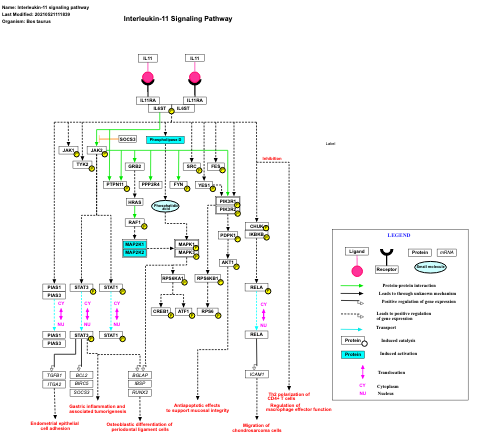 Name: Interleukin-11 signaling pathway
Last Modified: 20210521111839
Organism: Bos taurus
Interleukin-11 Signaling Pathway
IL11
IL11
IL11RA
IL11RA
IL6ST
IL6ST
SOCS3
Phospholipase D
JAK1
JAK2
TYK2
GRB2
SRC
FES
Inhibition
Label
PTPN11
PPP2R4
FYN
YES1
HRAS
Phosphatidic acid
PIK3R1
PIK3R2
RAF1
CHUK
IKBKB
PDPK1
MAP2K1
MAP2K2
MAPK1
MAPK3
AKT1
RPS6KA1
RPS6KB1
PIAS1
PIAS3
STAT3
STAT1
RELA
CREB1
ATF1
RPS6
CY
CY
CY
NU
NU
NU
PIAS1
PIAS3
STAT3
STAT1
RELA
TGFB1
ITGA2
BCL2
BIRC5
SOCS3
BGLAP
IBSP
RUNX2
ICAM1
Gastric inflammation and
associated tumorigenesis
Endometrial epithelial
cell adhesion
Osteoblastic differentiation of
periodontal ligament cells
Antiapoptotic effects
to support mucosal integrity
Th2 polarization of
CD4+ T cells
Regulation of
macrophage effector function
Migration of
chondrosarcoma cells
LEGEND
Ligand
Receptor
Protein
mRNA
Small molecule
Protein-protein interaction
Leads to through unknown mechanism
Positive regulation of gene expression
Leads to positive regulation
of gene expression
Transport
Protein
Induced catalysis
Protein
Induced activation
Translocation
CY
Cytoplasm
NU
Nucleus